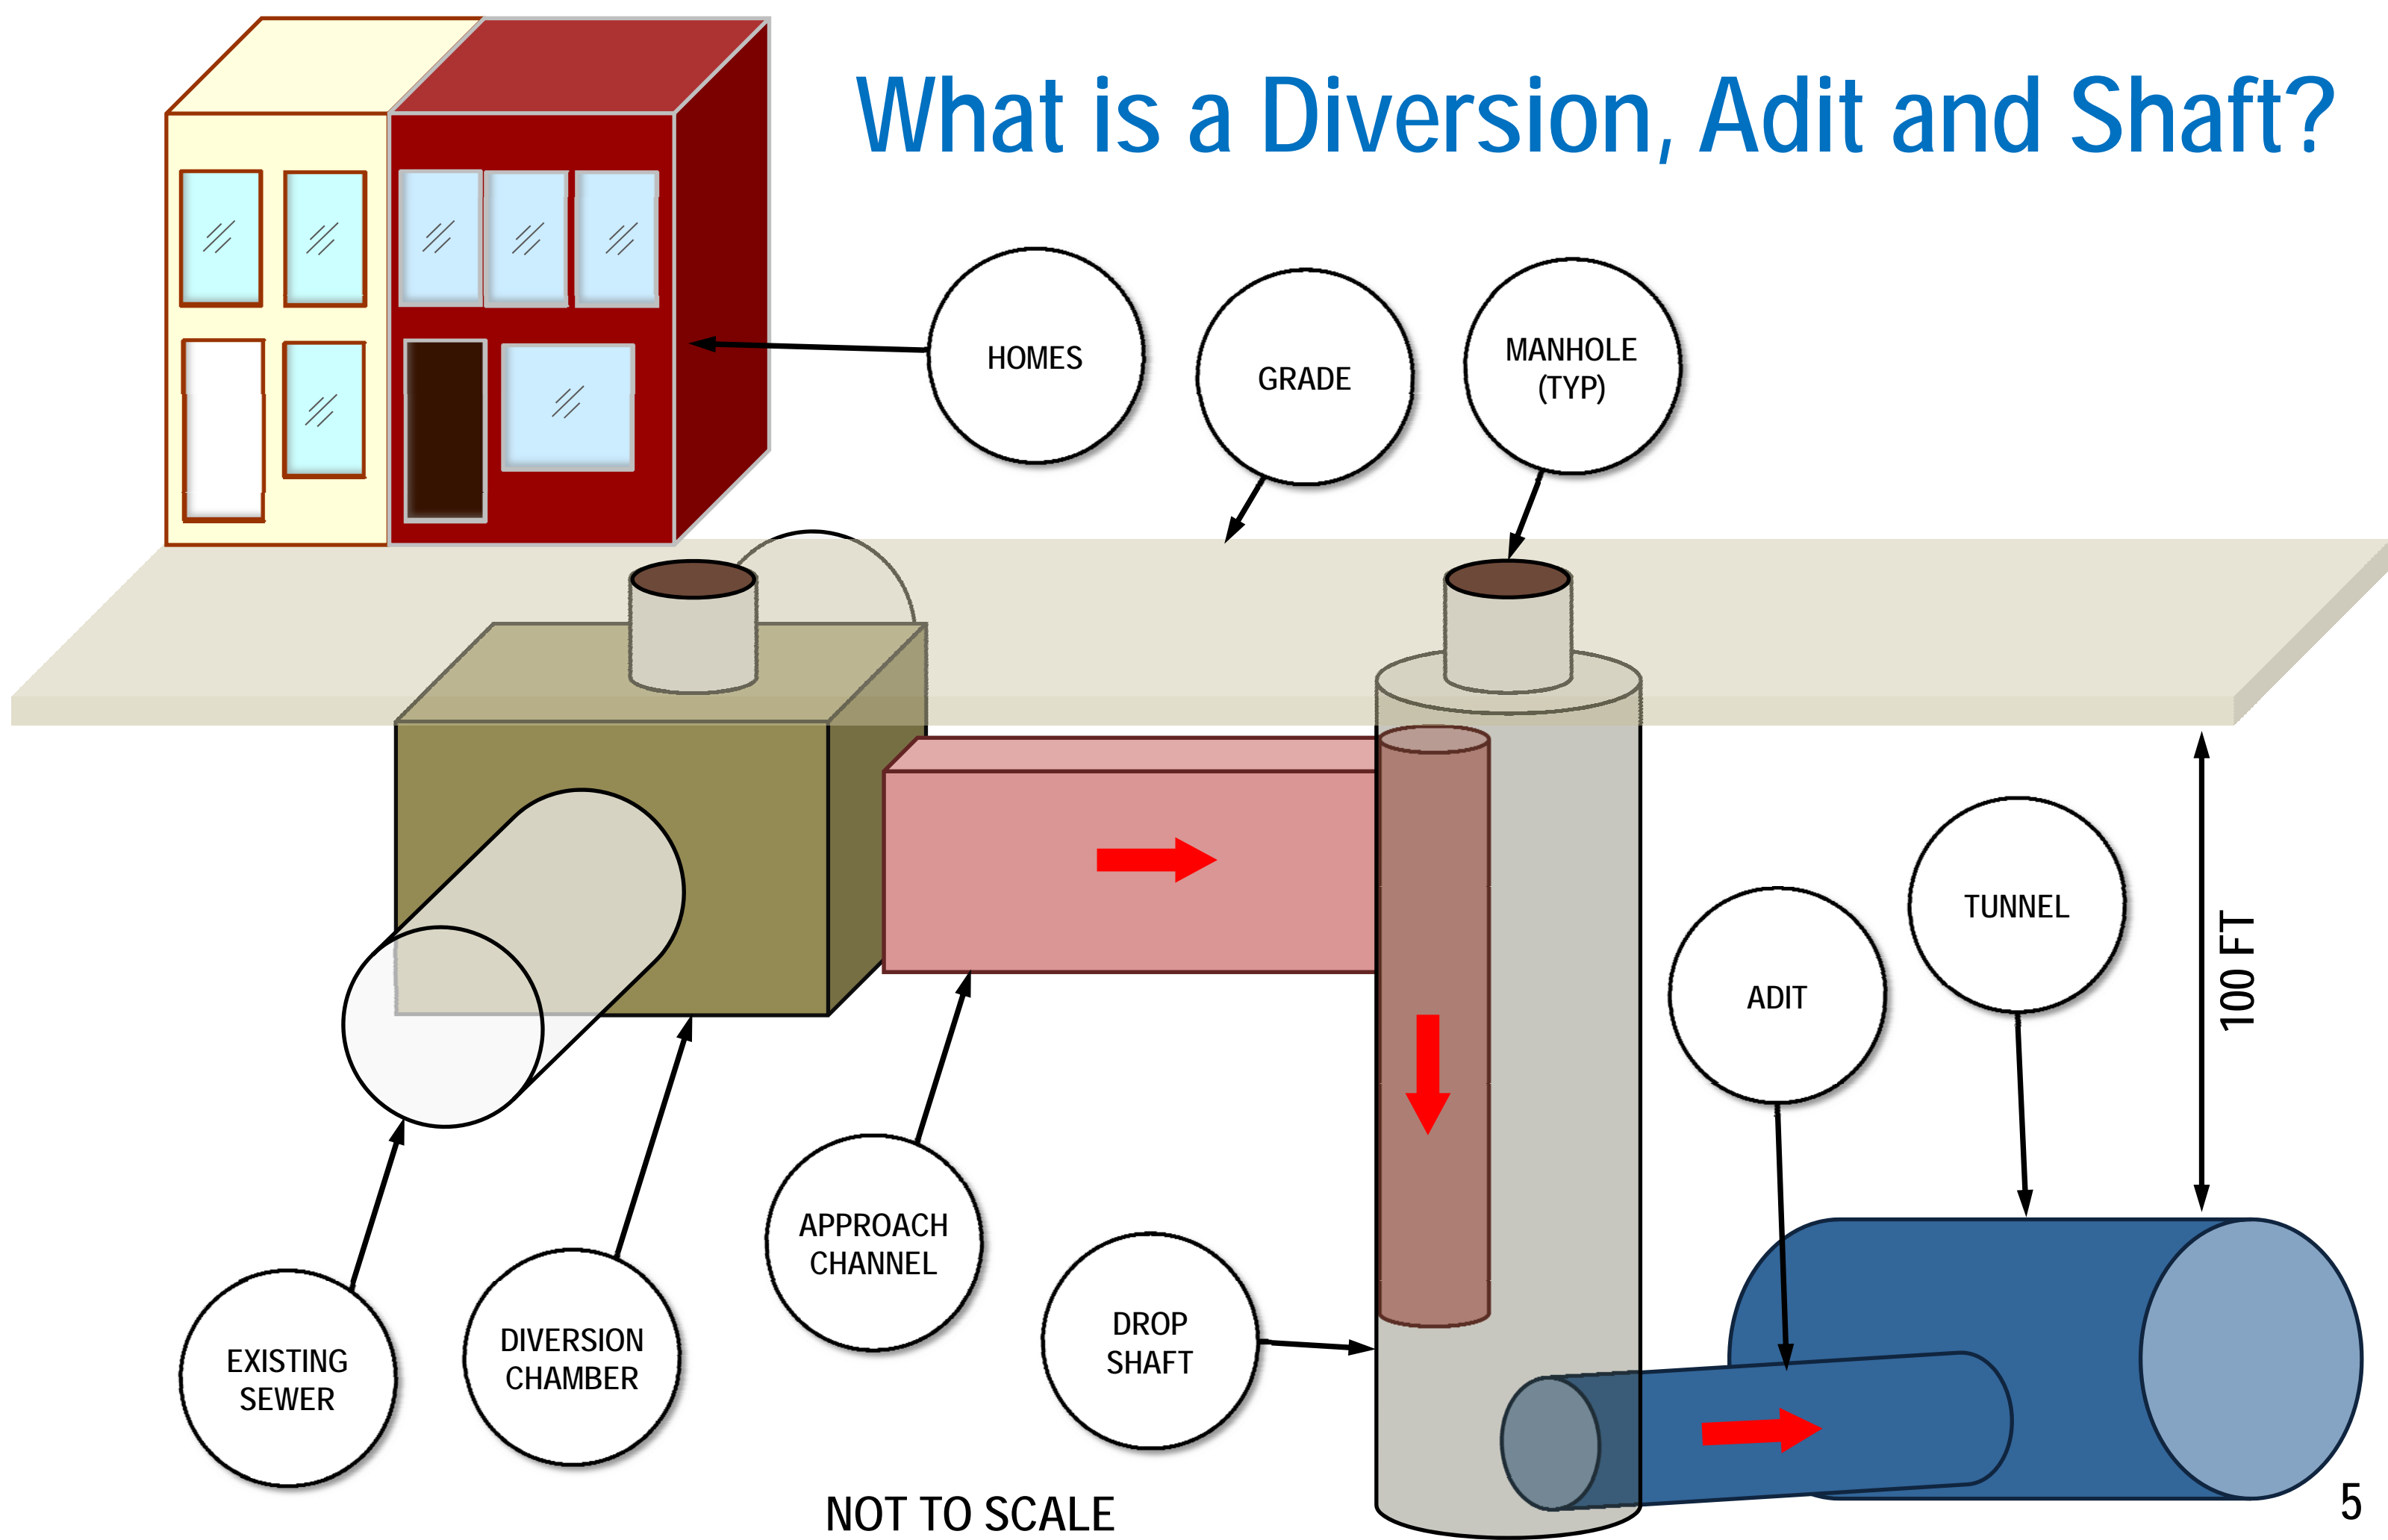 What is a Diversion, Adit and Shaft?
HOMES
GRADE
MANHOLE
(TYP)
TUNNEL
ADIT
100 FT
APPROACH
CHANNEL
DROP
SHAFT
DIVERSION
CHAMBER
EXISTING
SEWER
NOT TO SCALE
5